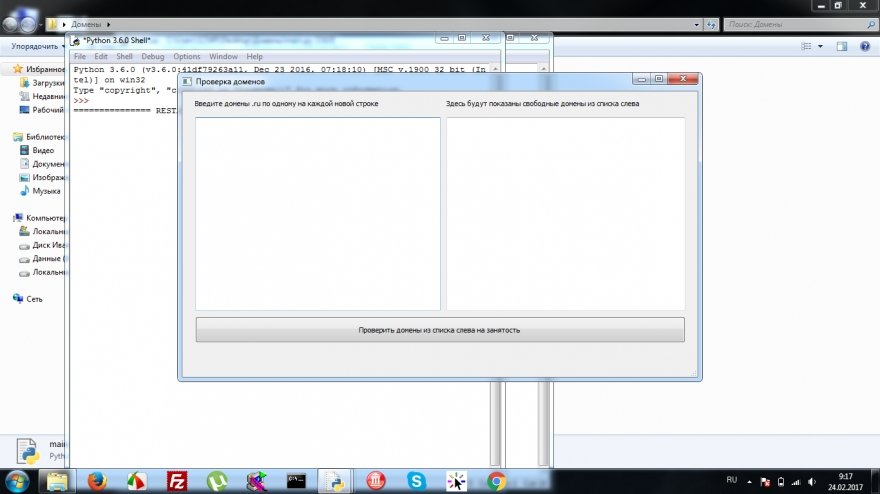 Домены
Поиск: Домены
Упорядочить
*Python 3.6.0 Shell*
File Edit Shell Debug Options Window Help
Python 3.6.0 (v3.6.0:41df79263a11, Dec 23 2016, 07:18:10) [MSC v.1900 32 bit (In
tel)] on win32
Type "copyright", "c
>>>
=============== REST
Избранное
Загрузки
Недавние
Рабочий
Библиотек
Видео
Докумен
Изображ
Музыка
Компьютер
Локальн
Диск Ива
Данные (
Локальн
Сеть
Проверка доменов
Введите домены .ru по одному на каждой новой строке
Здесь будут показаны свободные домены из списка слева
Проверить домены из списка слева на занятость
main
Pytho
RU
9:17
24.02.2017